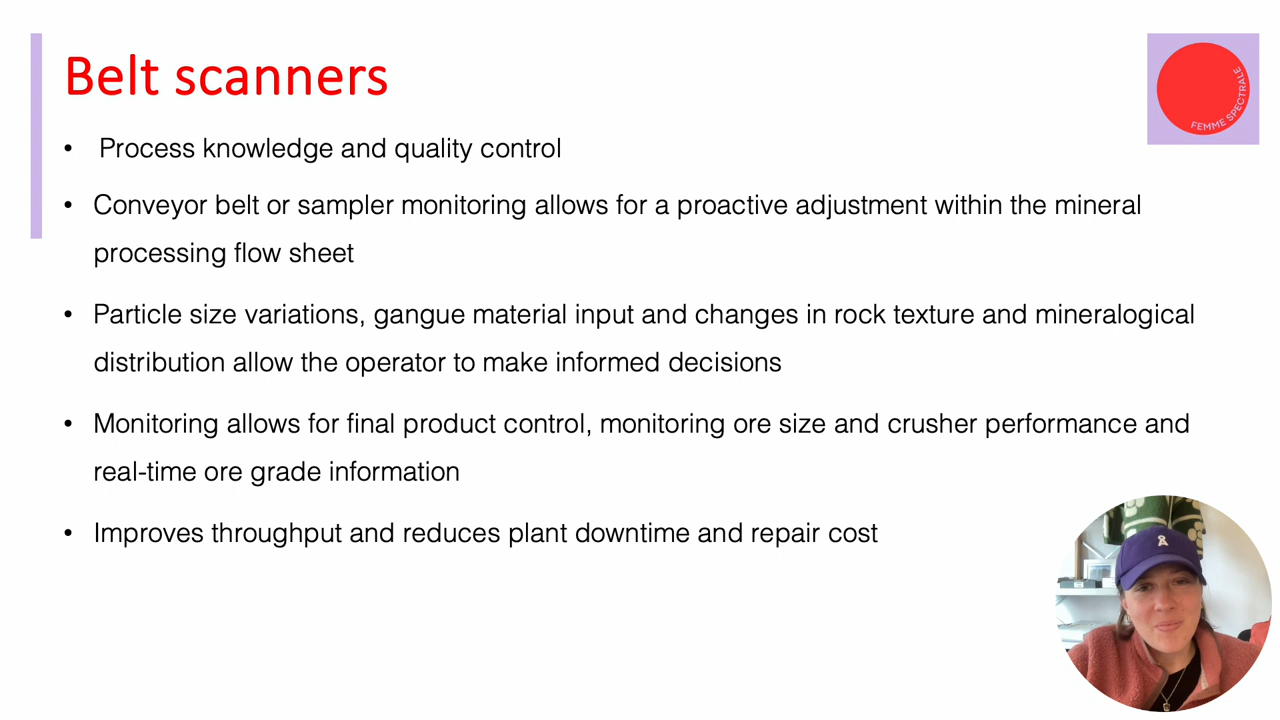 Belt scanners
FEMME SPECTRALE
• Process knowledge and quality control
• Conveyor belt or sampler monitoring allows for a proactive adjustment within the mineral
processing flow sheet
• Particle size variations, gangue material input and changes in rock texture and mineralogical
distribution allow the operator to make informed decisions
• Monitoring allows for final product control, monitoring ore size and crusher performance and
real-time ore grade information
• Improves throughput and reduces plant downtime and repair cost